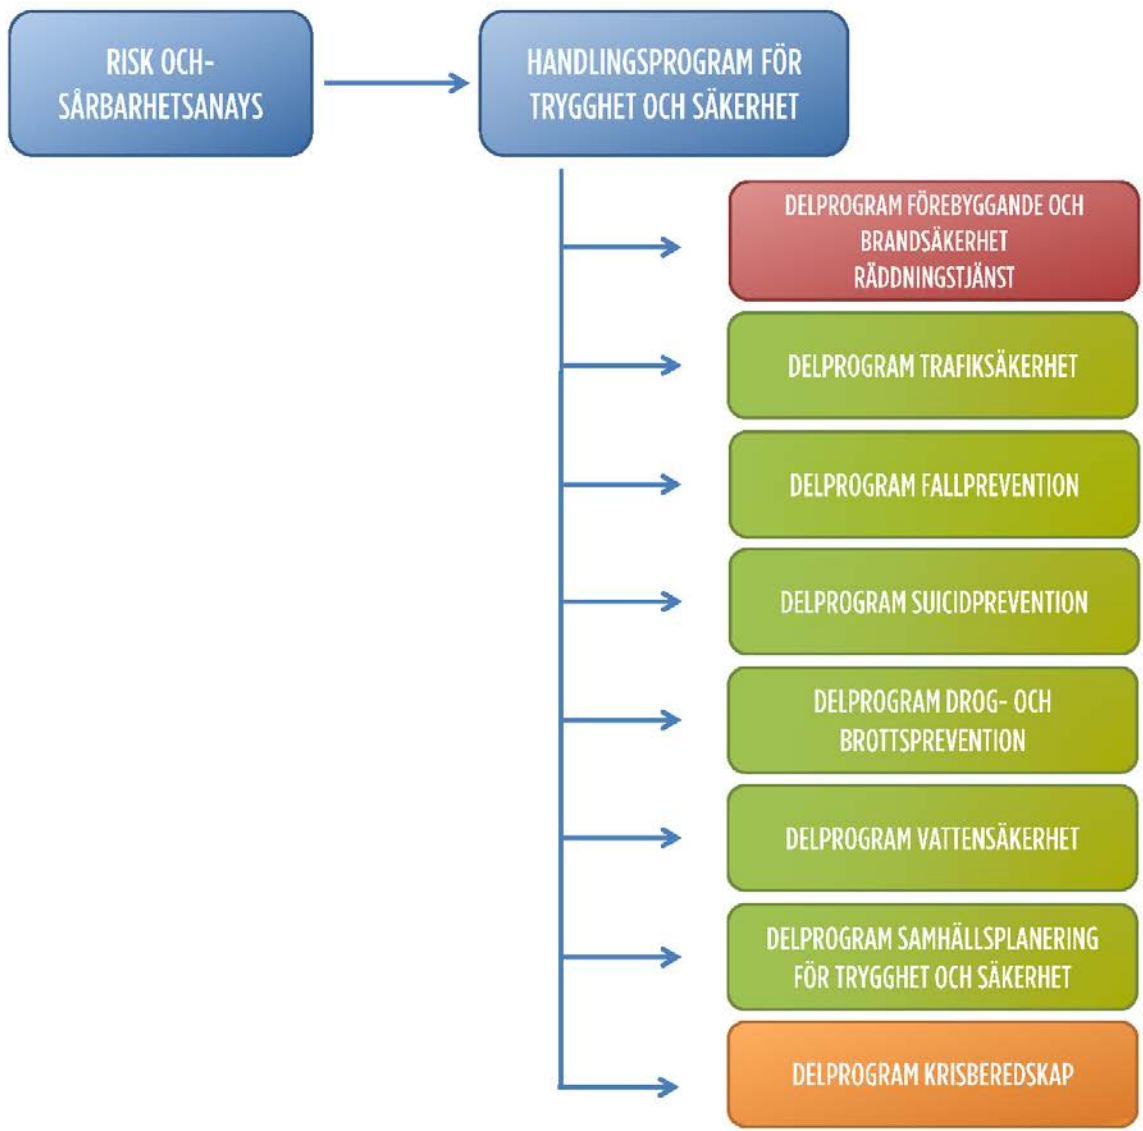 RISK OCH-
SÅRBARHETSANAYS
HANDLINGSPROGRAM FÖR
TRYGGHET OCH SÄKERHET
DELPROGRAM FÖREBYGGANDE OCH
BRANDSÄKERHET
RÄDDNINGSTJÄNST
DELPROGRAM TRAFIKSÄKERHET
DELPROGRAM FALLPREVENTION
DELPROGRAM SUICIDPREVENTION
DELPROGRAM DROG- OCH
BROTTSPREVENTION
DELPROGRAM VATTENSÄKERHET
DELPROGRAM SAMHÄLLSPLANERING
FÖR TRYGGHET OCH SÄKERHET
DELPROGRAM KRISBEREDSKAP